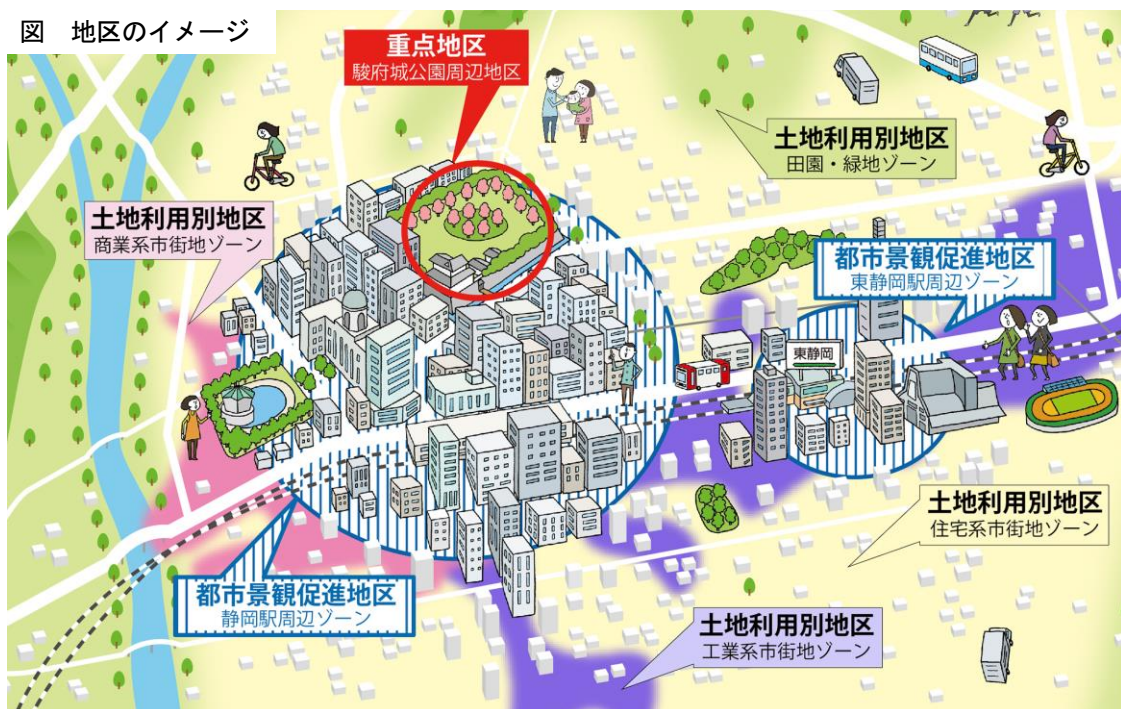 図 地区のイメージ
重点地区
駿府城公園周辺地区
土地利用別地区
田園・緑地ゾーン
土地利用別地区
商業系市街地ゾーン
都市景観促進地区
東静岡駅周辺ゾーン
東静岡
土地利用別地区
住宅系市街地ゾーン
都市景観促進地区
静岡駅周辺ゾーン
土地利用別地区
工業系市街地ゾーン